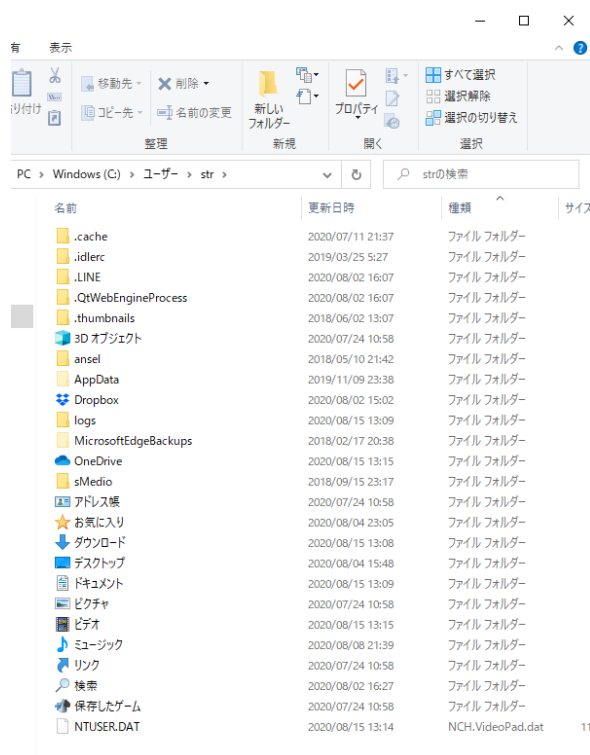 有 表示
り付け
移動先
コピー先
削除
名前の変更
整理
新しい
フォルダー
新規
プロパティ
開く
すべて選択
選択解除
選択の切り替え
選択
PC > Windows (C:) > ユーザー > str >
strの検索
名前 更新日時 種類 サイズ
.cache 2020/07/11 21:37 ファイル フォルダー
.idlerc 2019/03/25 5:27 ファイル フォルダー
.LINE 2020/08/02 16:07 ファイル フォルダー
.QtWebEngineProcess 2020/08/02 16:07 ファイル フォルダー
.thumbnails 2018/06/02 13:07 ファイル フォルダー
3D オブジェクト 2020/07/24 10:58 ファイル フォルダー
ansel 2018/05/10 21:42 ファイル フォルダー
AppData 2019/11/09 23:38 ファイル フォルダー
Dropbox 2020/08/02 15:02 ファイル フォルダー
logs 2020/08/15 13:09 ファイル フォルダー
MicrosoftEdgeBackups 2018/02/17 20:38 ファイル フォルダー
OneDrive 2020/08/15 13:15 ファイル フォルダー
sMedio 2018/09/15 23:17 ファイル フォルダー
アドレス帳 2020/07/24 10:58 ファイル フォルダー
お気に入り 2020/08/04 23:05 ファイル フォルダー
ダウンロード 2020/08/15 13:08 ファイル フォルダー
デスクトップ 2020/08/04 15:48 ファイル フォルダー
ドキュメント 2020/08/15 13:09 ファイル フォルダー
ピクチャ 2020/07/24 10:58 ファイル フォルダー
ビデオ 2020/08/15 13:15 ファイル フォルダー
ミュージック 2020/08/08 21:39 ファイル フォルダー
リンク 2020/07/24 10:58 ファイル フォルダー
検索 2020/08/02 16:27 ファイル フォルダー
保存したゲーム 2020/07/24 10:58 ファイル フォルダー
NTUSER.DAT 2020/08/15 13:14 NCH.VideoPad.dat 11